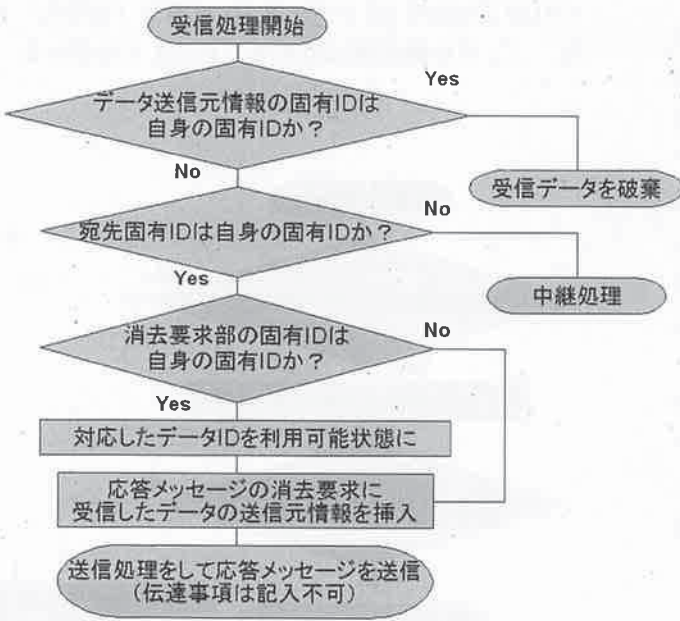 受信処理開始
データ送信元情報の固有IDは
自身の固有IDか?
Yes
No
受信データを破棄
宛先固有IDは自身の固有IDか?
No
Yes
中継処理
消去要求部の固有IDは
自身の固有IDか?
No
Yes
対応したデータIDを利用可能状態に
応答メッセージの消去要求に
受信したデータの送信元情報を挿入
送信処理をして応答メッセージを送信
(伝達事項は記入不可)